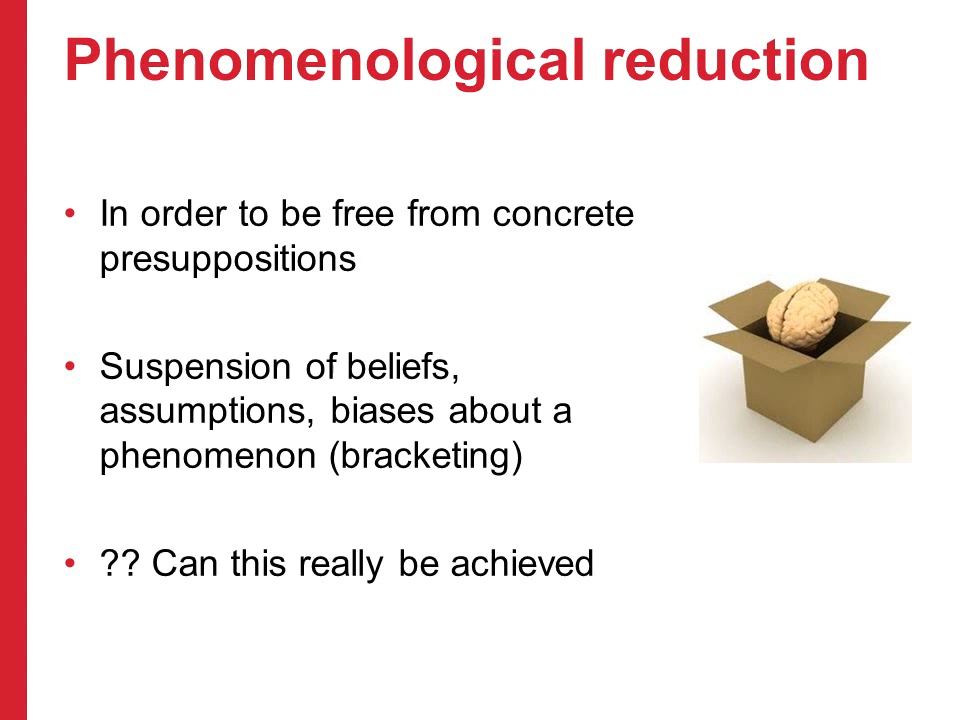 Phenomenological reduction
• In order to be free from concrete
presuppositions
• Suspension of beliefs,
assumptions, biases about a
phenomenon (bracketing)
• ?? Can this really be achieved